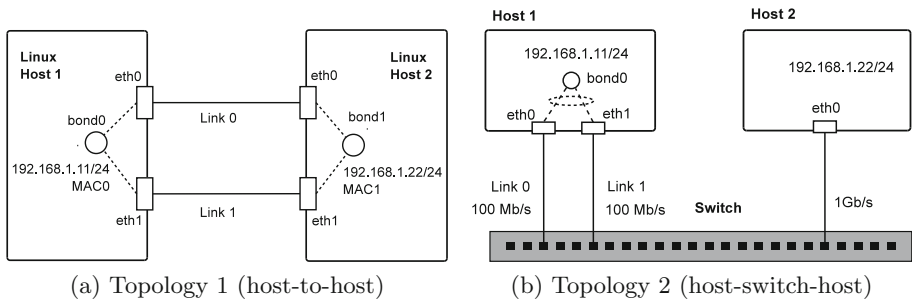 Linux
Host 1
eth0
bond0
192.168.1.11/24
MAC0
eth1
Link 0
Link 1
Linux
Host 2
eth0
bond1
192.168.1.22/24
MAC1
eth1
(a) Topology 1 (host-to-host)
Host 1
192.168.1.11/24
bond0
eth0
eth1
Link 0
100 Mb/s
Link 1
100 Mb/s
Host 2
192.168.1.22/24
eth0
1Gb/s
Switch
(b) Topology 2 (host-switch-host)